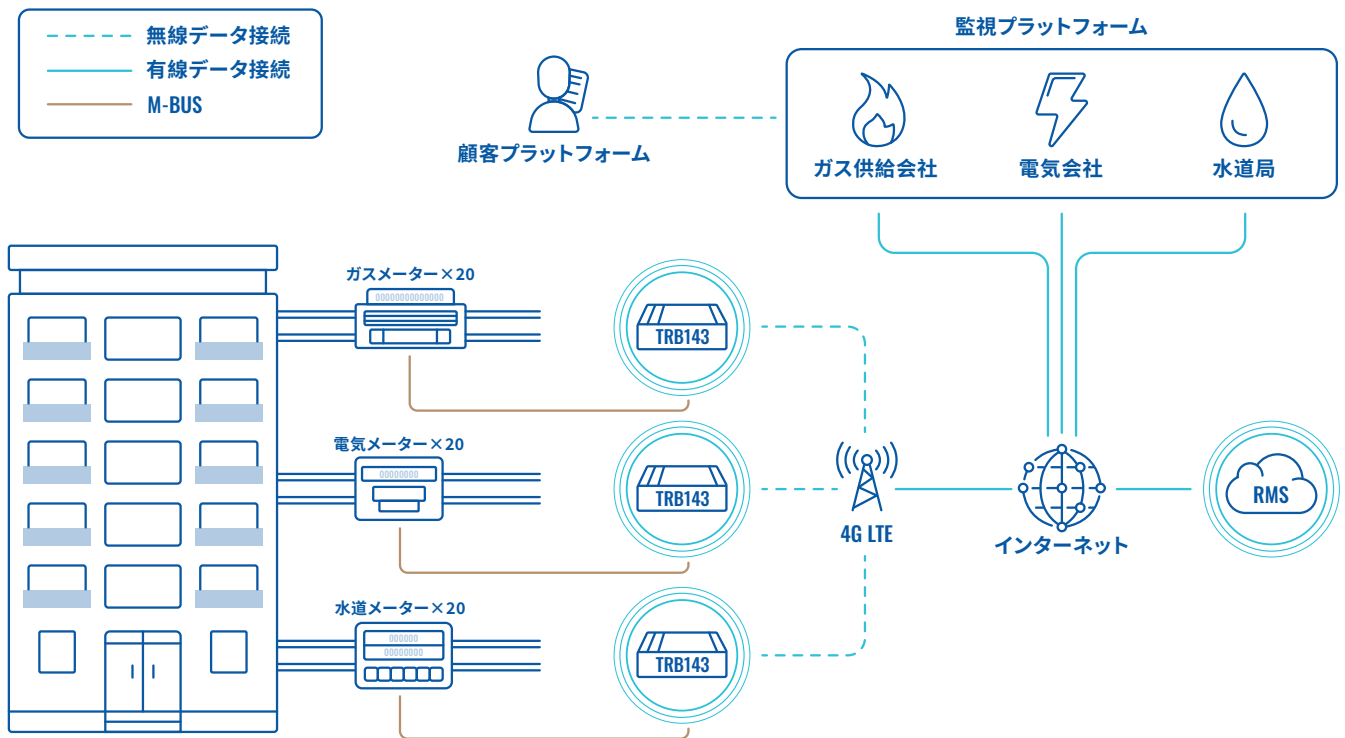 無線データ接続
有線データ接続
M-BUS
監視プラットフォーム
顧客プラットフォーム
ガス供給会社
電気会社
水道局
ガスメーター×20
00000000000000
TRB143
電気メーター×20
00000000
TRB143
4G LTE
インターネット
RMS
水道メーター×20
000000
00000000
TRB143